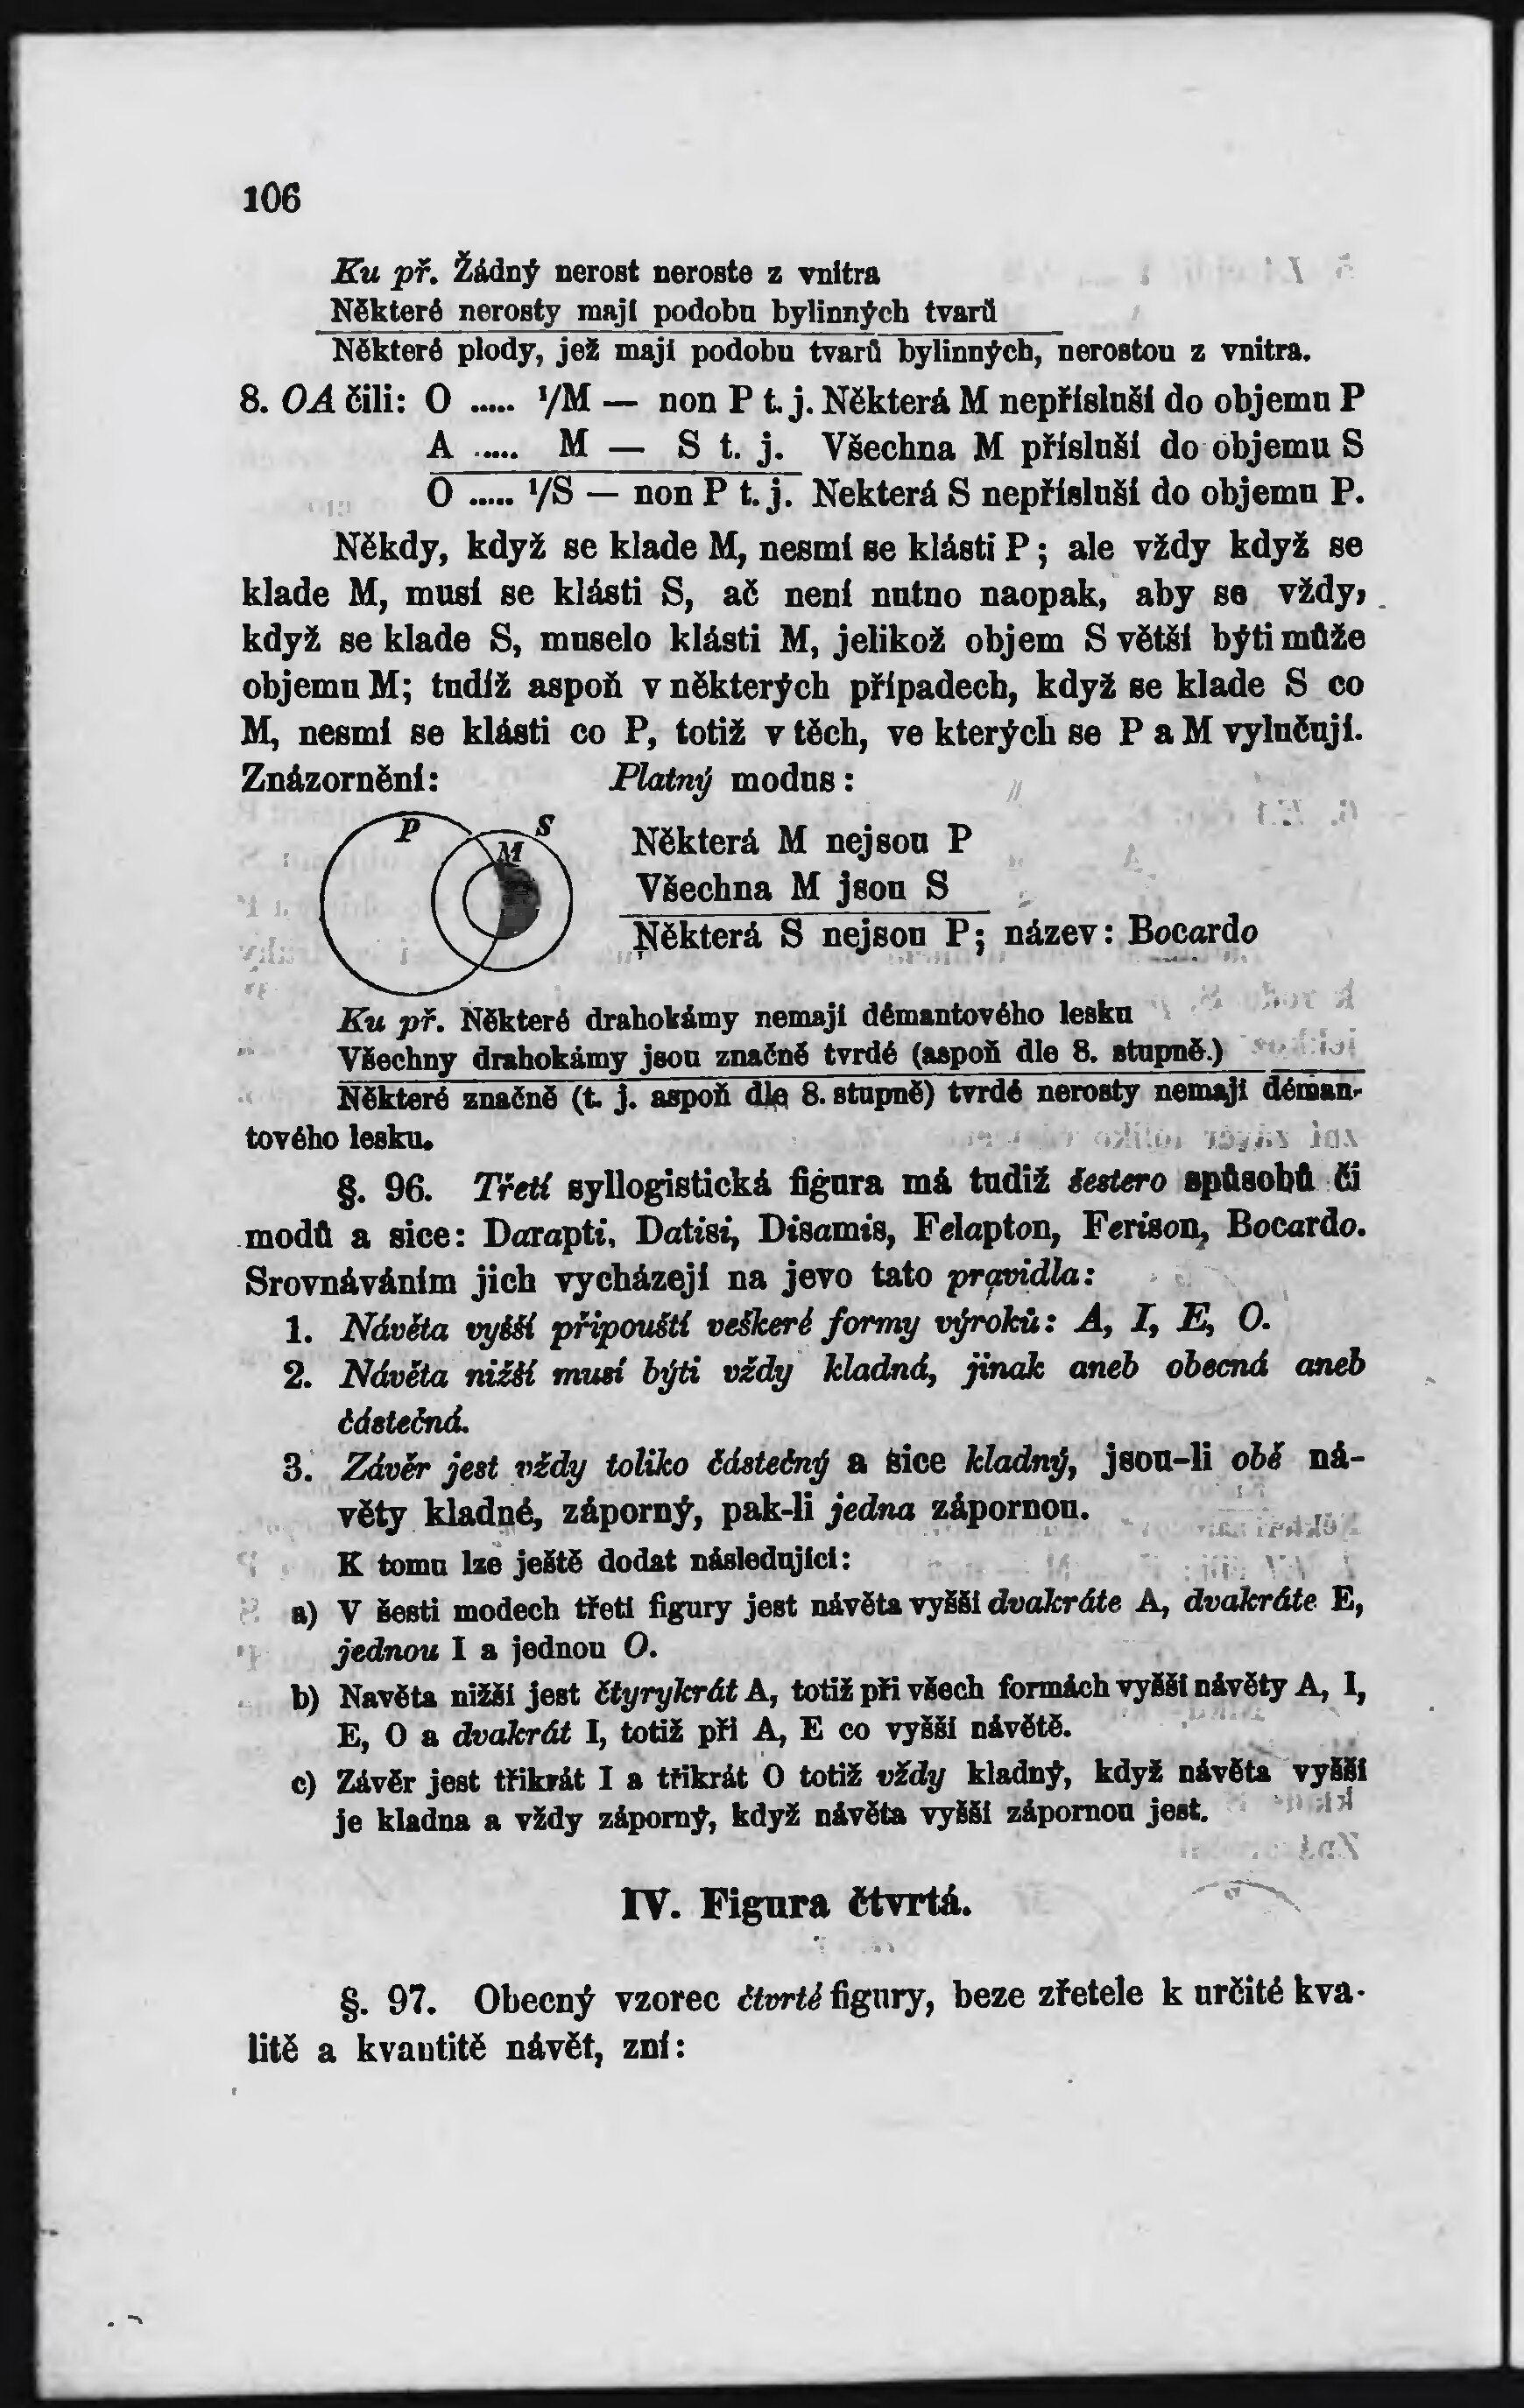 106
Ku př. Žádný nerost neroste z vnitra
Některé nerosty mají podobu bylinných tvarů
Některé plody, jež mají podobu tvarů bylinných, nerostou z vnitra.
8. OA čili: O ..... ¹/M — non P t. j. Některá M nepřísluší do objemu P
A ..... M — S t. j. Všechna M přísluší do objemu S
O ..... ¹/S — non P t. j. Nekterá S nepřísluší do objemu P.
Někdy, když se klade M, nesmí se klásti P; ale vždy když se
klade M, musí se klásti S, ač není nutno naopak, aby se vždy,
když se klade S, muselo klásti M, jelikož objem S větší býti může
objemu M; tudíž aspoň v některých případech, když se klade S co
M, nesmí se klásti co P, totiž v těch, ve kterých se P a M vylučují.
Znázornění: Platný modus:
P S
M
Některá M nejsou P
Všechna M jsou S
Některá S nejsou P; název: Bocardo
Ku př. Některé drahokámy nemají démantového lesku
Všechny drahokámy jsou značně tvrdé (aspoň dle 8. stupně.)
Některé značně (t. j. aspoň dle 8. stupně) tvrdé nerosty nemají déman-
tového lesku.
§. 96. Třetí syllogistická figura má tudiž šestero spůsobů či
modů a sice: Darapti, Datisi, Disamis, Felapton, Ferison, Bocardo.
Srovnáváním jich vycházejí na jevo tato pravidla:
1. Návěta vyšší připouští veškeré formy výroků: A, I, E, O.
2. Návěta nižší musí býti vždy kladná, jinak aneb obecná aneb
částečná.
3. Závěr jest vždy toliko částečný a sice kladný, jsou-li obě ná-
věty kladné, záporný, pak-li jedna zápornou.
K tomu lze ještě dodat následující:
a) V šesti modech třetí figury jest návěta vyšší dvakráte A, dvakráte E,
jednou I a jednou O.
b) Navěta nižší jest čtyrykrát A, totiž při všech formách vyšší návěty A, I,
E, O a dvakrát I, totiž při A, E co vyšší návětě.
c) Závěr jest třikrát I a třikrát O totiž vždy kladný, když návěta vyšší
je kladna a vždy záporný, když návěta vyšší zápornou jest.
IV. Figura čtvrtá.
§. 97. Obecný vzorec čtvrté figury, beze zřetele k určité kva-
litě a kvantitě návět, zní: